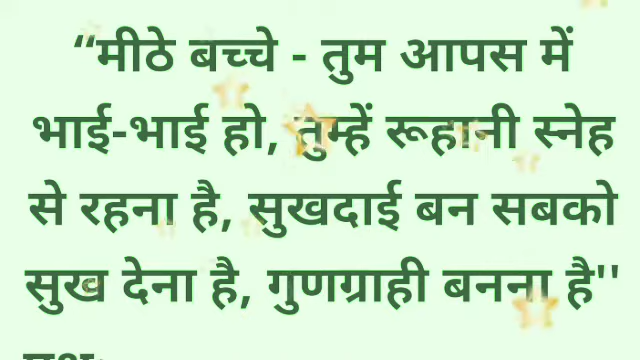 “मीठे बच्चे - तुम आपस में
भाई-भाई हो, तुम्हें रूहानी स्नेह
से रहना है, सुखदाई बन सबको
सुख देना है, गुणग्राही बनना है''